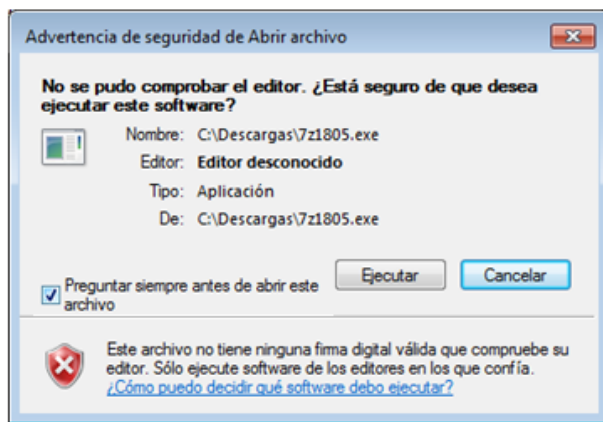 Advertencia de seguridad de Abrir archivo
No se pudo comprobar el editor. ¿Está seguro de que desea
ejecutar este software?
Nombre: C:\Descargas\7z1805.exe
Editor: Editor desconocido
Tipo: Aplicación
De: C:\Descargas\7z1805.exe
Ejecutar Cancelar
Preguntar siempre antes de abrir este
archivo
Este archivo no tiene ninguna firma digital válida que compruebe su
editor. Sólo ejecute software de los editores en los que confía.
¿Cómo puedo decidir qué software debo ejecutar?